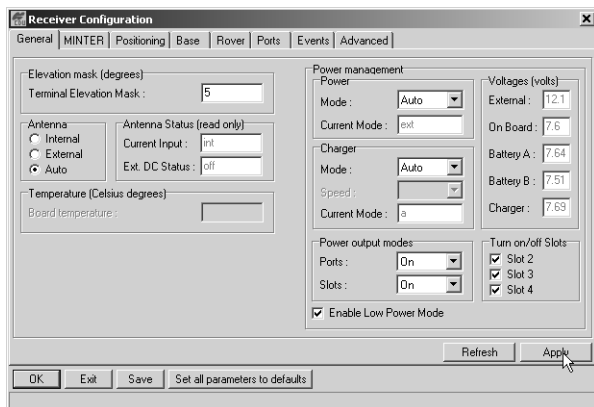 Receiver Configuration
General MINTER Positioning Base Rover Ports Events Advanced
Elevation mask (degrees)
Terminal Elevation Mask : 5
Antenna
Internal
External
Auto
Antenna Status (read only)
Current Input : int
Ext. DC Status : off
Temperature (Celsius degrees)
Board temperature :
Power management
Power
Mode : Auto
Current Mode : ext
Charger
Mode : Auto
Speed :
Current Mode : a
Voltages (volts)
External : 12.1
On Board : 7.6
Battery A : 7.64
Battery B : 7.51
Charger : 7.69
Power output modes
Ports : On
Slots : On
Turn on/off Slots
Slot 2
Slot 3
Slot 4
Enable Low Power Mode
Refresh Apply
OK Exit Save Set all parameters to defaults